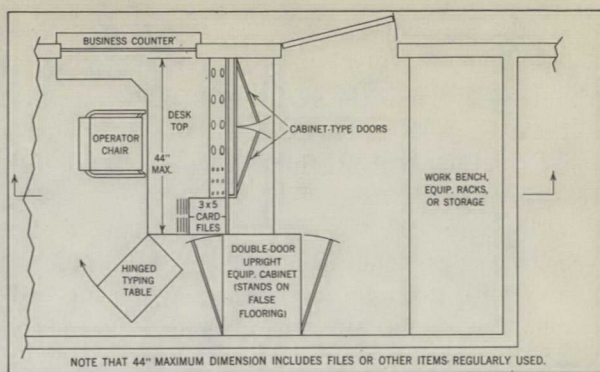 BUSINESS COUNTER
DESK
TOP
OPERATOR
CHAIR
44"
MAX.
CABINET-TYPE DOORS
WORK BENCH,
EQUIP. RACKS,
OR STORAGE
3 x 5
CARD
FILES
HINGED
TYPING
TABLE
DOUBLE-DOOR
UPRIGHT
EQUIP. CABINET
(STANDS ON
FALSE
FLOORING)
NOTE THAT 44" MAXIMUM DIMENSION INCLUDES FILES OR OTHER ITEMS REGULARLY USED.